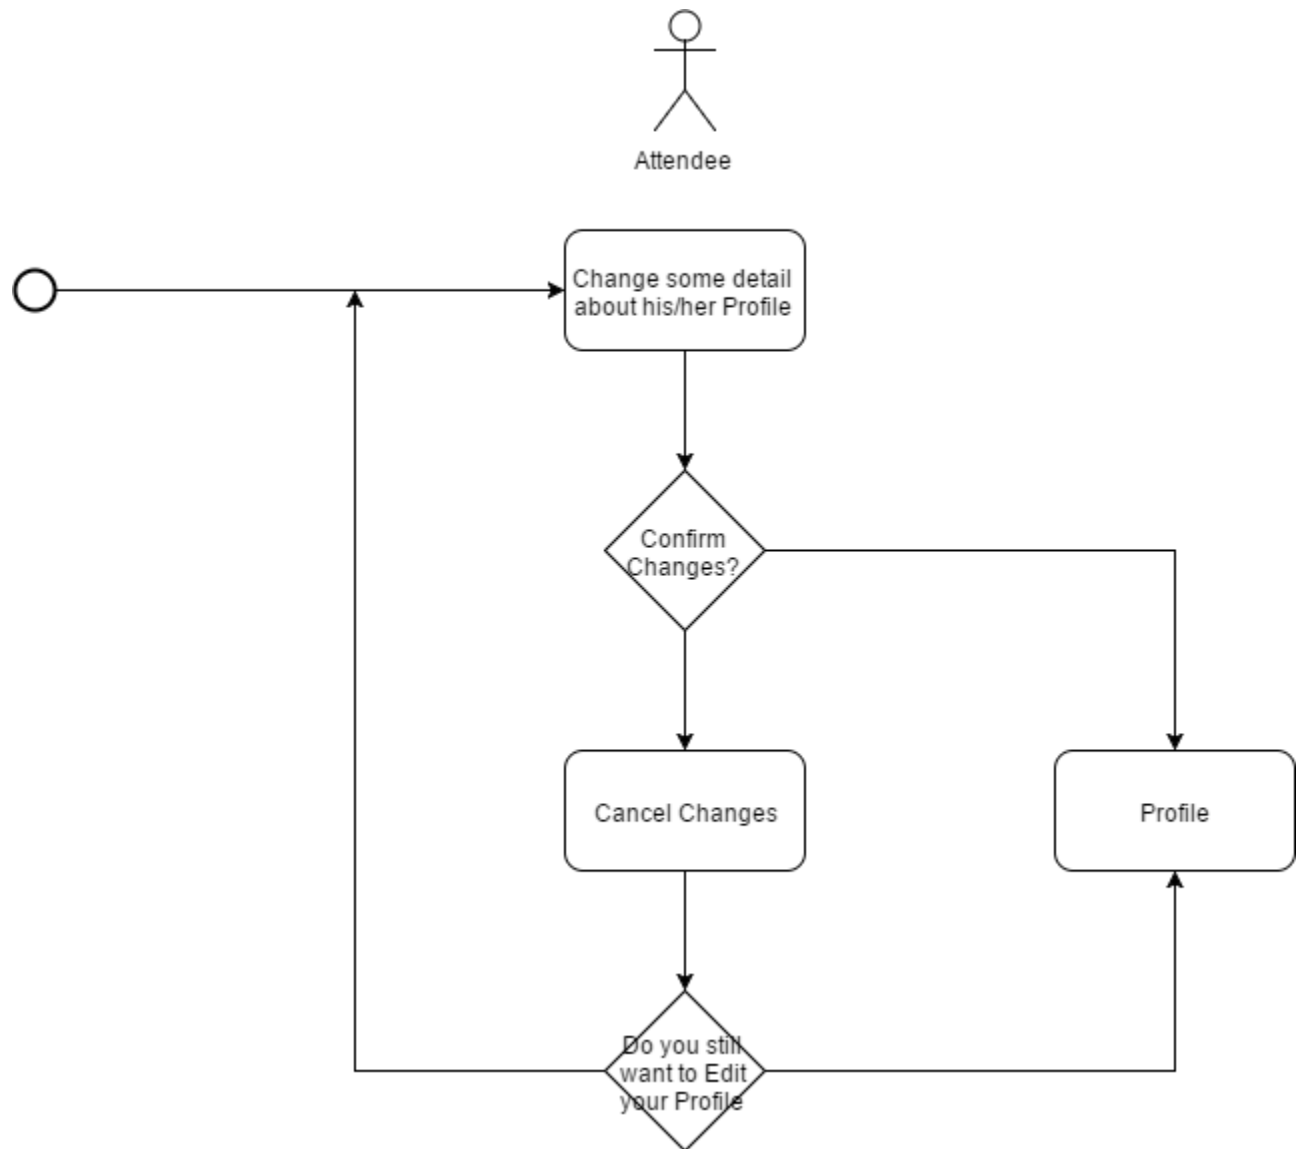 Attendee
Change some detail
about his/her Profile
Confirm
Changes?
Cancel Changes
Profile
Do you still
want to Edit
your Profile